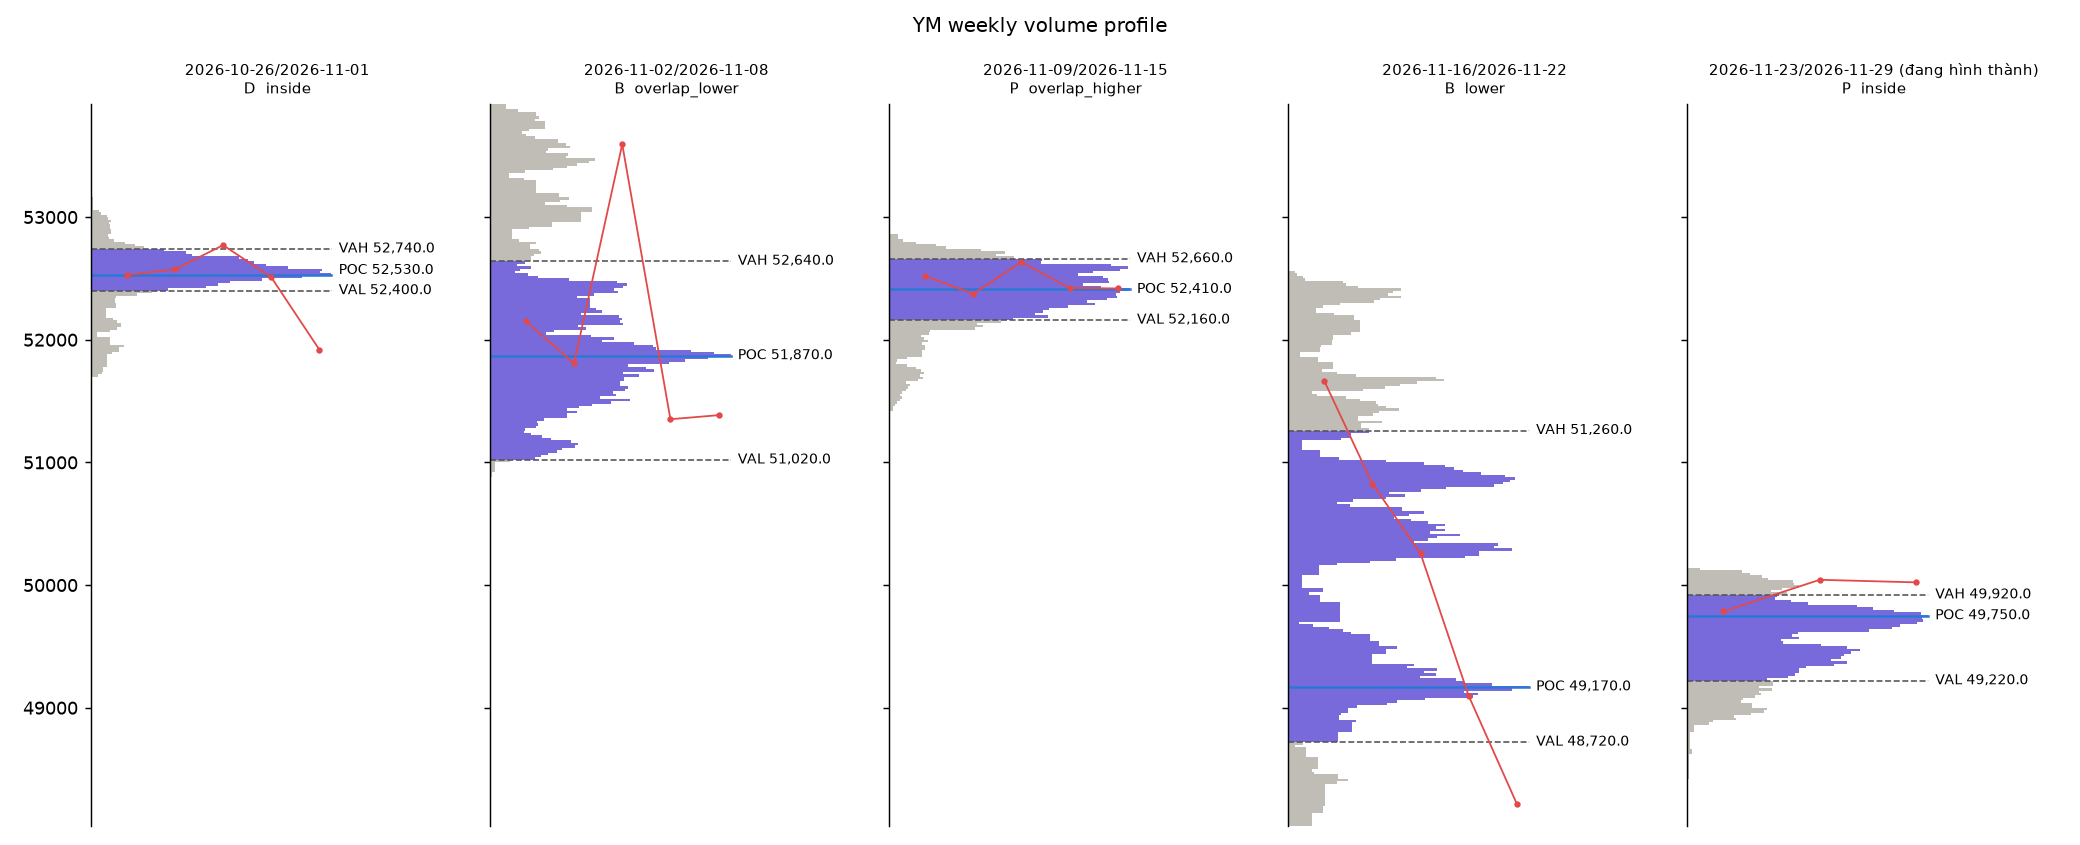 YM weekly volume profile
2026-10-26/2026-11-01
D  inside
53000
52000
51000
50000
49000
VAH 52,740.0
POC 52,530.0
VAL 52,400.0
2026-11-02/2026-11-08
B  overlap_lower
VAH 52,640.0
POC 51,870.0
VAL 51,020.0
2026-11-09/2026-11-15
P  overlap_higher
VAH 52,660.0
POC 52,410.0
VAL 52,160.0
2026-11-16/2026-11-22
B  lower
VAH 51,260.0
POC 49,170.0
VAL 48,720.0
2026-11-23/2026-11-29 (đang hình thành)
P  inside
VAH 49,920.0
POC 49,750.0
VAL 49,220.0